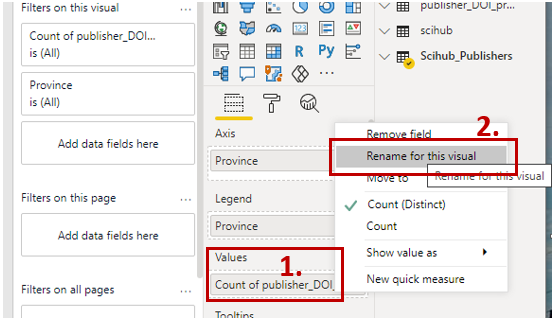 Filters on this visual
...
Count of publisher_DOI...
is (All)
Province
is (All)
Add data fields here
Filters on this page
...
Add data fields here
Filters on all pages
...
R
Py
...
Axis
Province
Legend
Province
Values
1.
Count of publisher_DOI_
Tooltips
2.
Remove field
Rename for this visual
Move to
Rename for this visual
Count (Distinct)
Count
Show value as
New quick measure
publisher_DOI_pr...
scihub
Scihub_Publishers